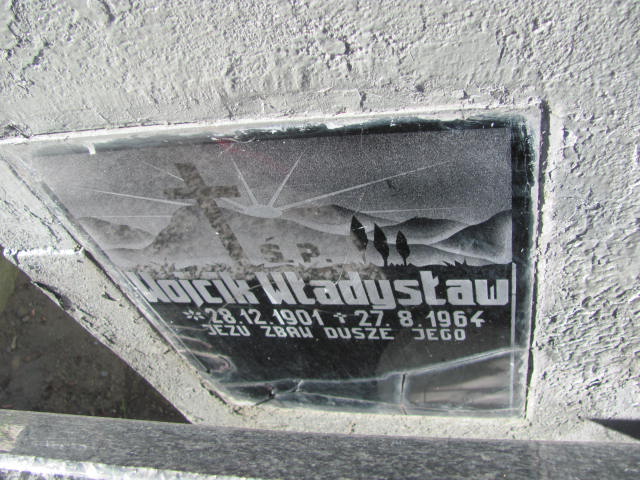 Ś.P.
Wojcik Władysław
* 28.12.1901 † 27.8.1964
JEZU ZBAW DUSZE JEGO